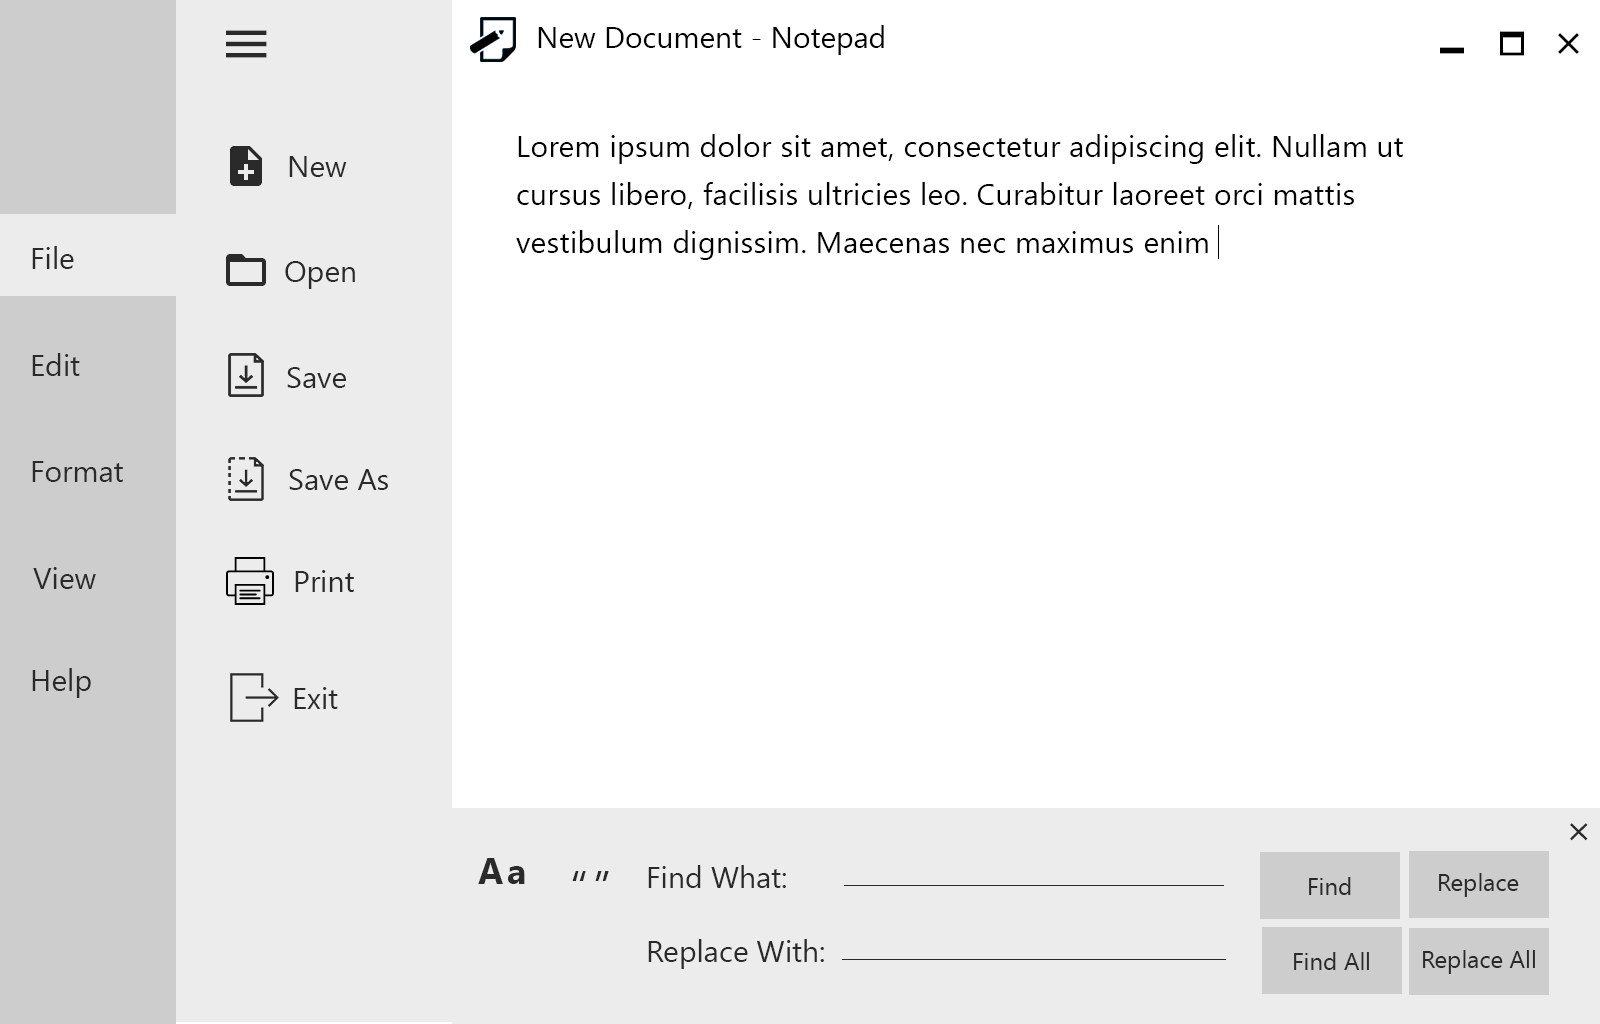 New Document - Notepad
File
Edit
Format
View
Help
New
Open
Save
Save As
Print
Exit
Lorem ipsum dolor sit amet, consectetur adipiscing elit. Nullam ut
cursus libero, facilisis ultricies leo. Curabitur laoreet orci mattis
vestibulum dignissim. Maecenas nec maximus enim
Aa
“ ”
Find What:
Find
Replace
Replace With:
Find All
Replace All